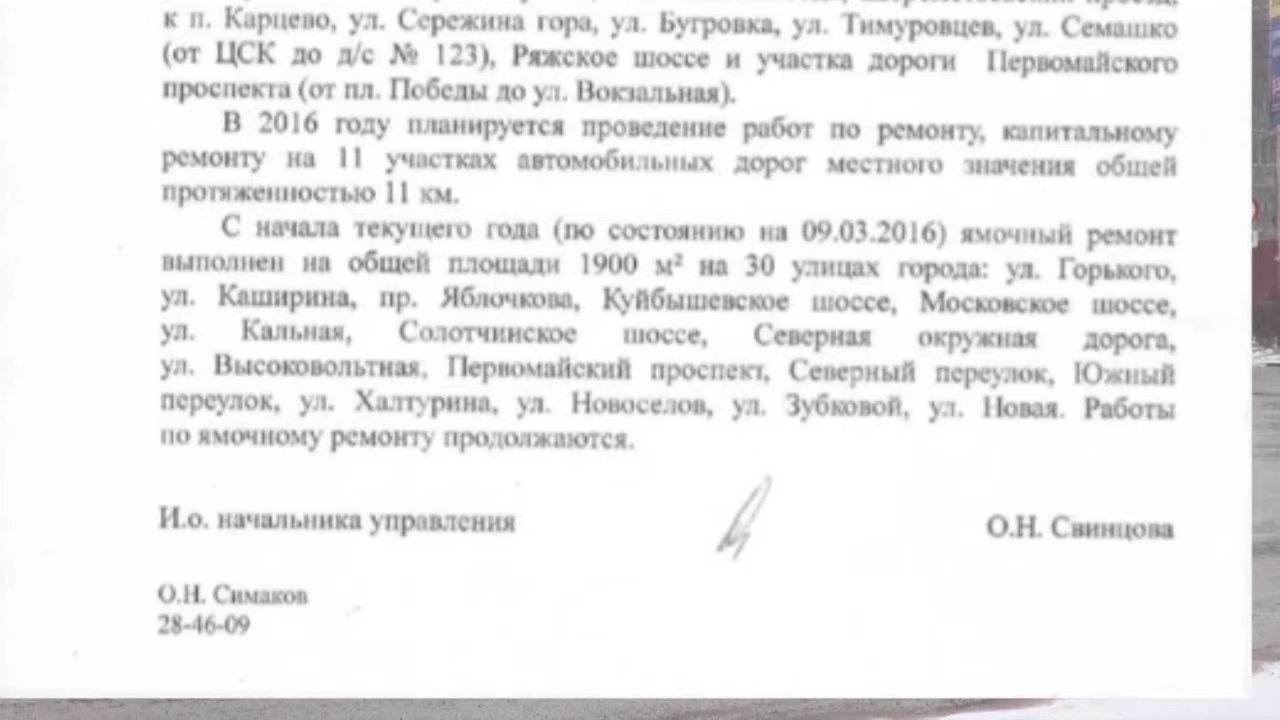 к п. Карцево, ул. Сережина гора, ул. Бугровка, ул. Тимуровцев, ул. Семашко
(от ЦСК до д/с № 123), Ряжское шоссе и участка дороги Первомайского
проспекта (от пл. Победы до ул. Вокзальная).
В 2016 году планируется проведение работ по ремонту, капитальному
ремонту на 11 участках автомобильных дорог местного значения общей
протяженностью 11 км.
С начала текущего года (по состоянию на 09.03.2016) ямочный ремонт
выполнен на общей площади 1900 м² на 30 улицах города: ул. Горького,
ул. Каширина, пр. Яблочкова, Куйбышевское шоссе, Московское шоссе,
ул. Кальная, Солотчинское шоссе, Северная окружная дорога,
ул. Высоковольтная, Первомайский проспект, Северный переулок, Южный
переулок, ул. Халтурина, ул. Новоселов, ул. Зубковой, ул. Новая. Работы
по ямочному ремонту продолжаются.
И.о. начальника управления О.Н. Свинцова
О.Н. Симаков
28-46-09